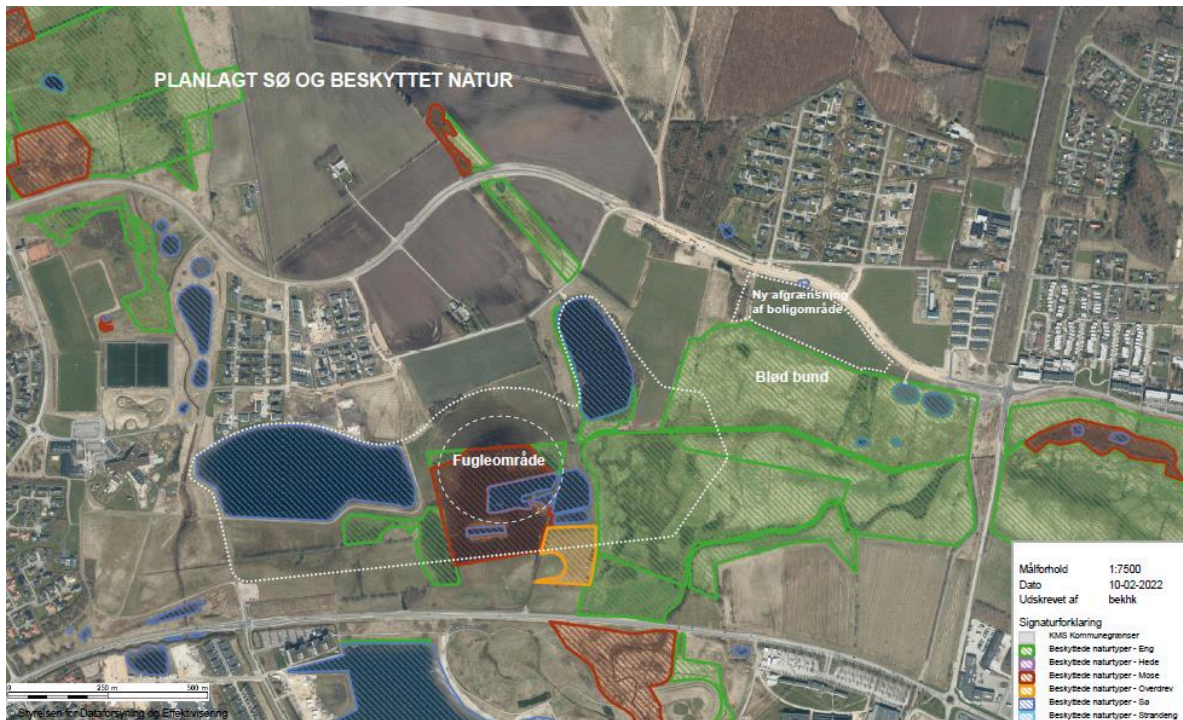 PLANLAGT SØ OG BESKYTTET NATUR
Ny afgrænsning
af boligområde
Blød bund
Fugleområde
Målforhold 1:7500
Dato 10-02-2022
Udskrevet af bekhk
Signaturforklaring
KMS Kommunegrænser
Beskyttede naturtyper - Eng
Beskyttede naturtyper - Hede
Beskyttede naturtyper - Mose
Beskyttede naturtyper - Overdrev
Beskyttede naturtyper - Sø
Beskyttede naturtyper - Strandeng
0 250 m 500 m
Styrelsen for Dataforsyning og Effektivisering